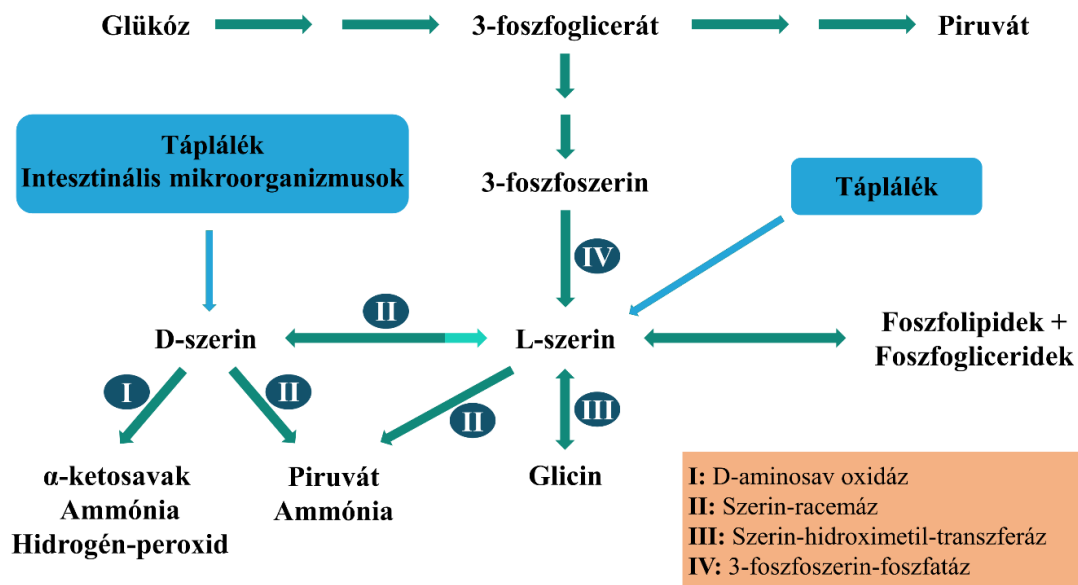 Glükóz
3-foszfoglicerát
Piruvát
Táplálék
Intesztinális mikroorganizmusok
3-foszfoszerin
Táplálék
IV
II
D-szerin
L-szerin
Foszfolipidek +
Foszfogliceridek
I
II
II
III
α-ketosavak
Ammónia
Hidrogén-peroxid
Piruvát
Ammónia
Glicin
I: D-aminosav oxidáz
II: Szerin-racemáz
III: Szerin-hidroximetil-transzferáz
IV: 3-foszfoszerin-foszfatáz